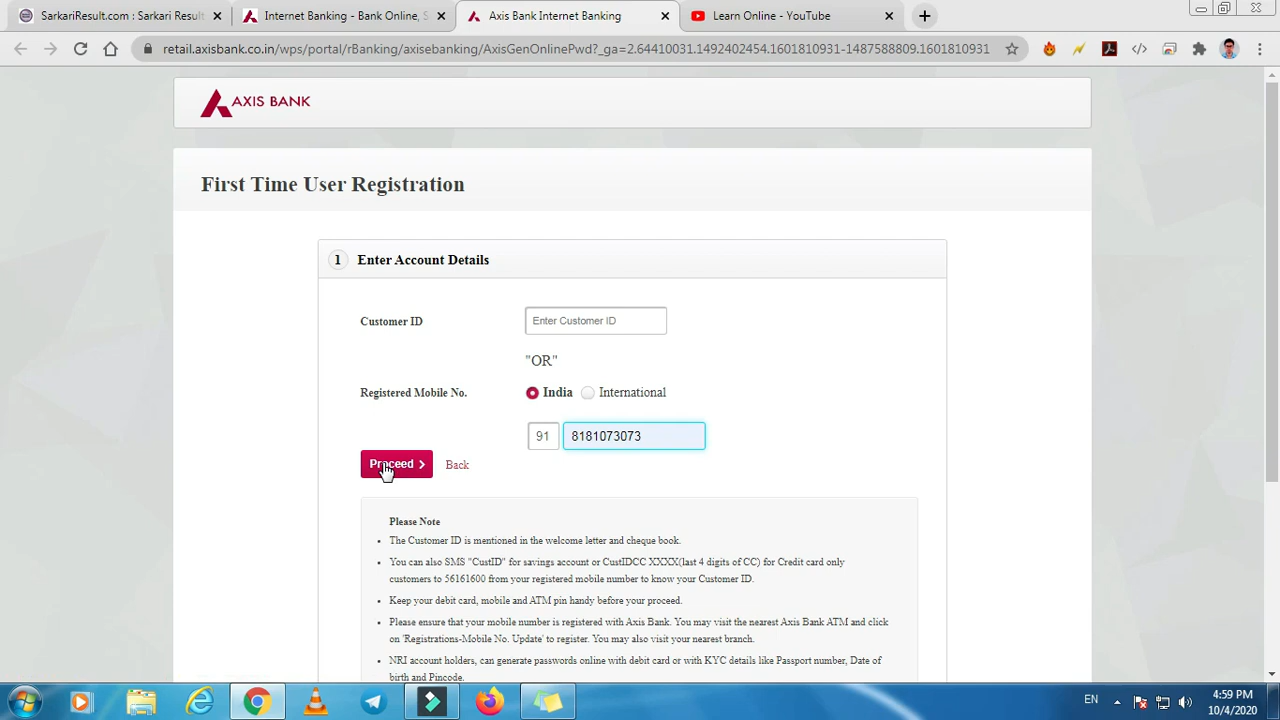 SarkariResult.com : Sarkari Result
Internet Banking - Bank Online, S
Axis Bank Internet Banking
Learn Online - YouTube
retail.axisbank.co.in/wps/portal/rBanking/axisebanking/AxisGetOnlinePwd?_ga=2.64410031.1492402454.1601810931-1487588809.1601810931
AXIS BANK
First Time User Registration
1 Enter Account Details
Customer ID Enter Customer ID
"OR"
Registered Mobile No. India International
91 8181073073
Proceed Back
Please Note
• The Customer ID is mentioned in the welcome letter and cheque book.
• You can also SMS "CustID" for savings account or CustIDCC XXXX(last 4 digits of CC) for Credit card only
customers to 56161600 from your registered mobile number to know your Customer ID.
• Keep your debit card, mobile and ATM pin handy before your proceed.
• Please ensure that your mobile number is registered with Axis Bank. You may visit the nearest Axis Bank ATM and click
on 'Registrations-Mobile No. Update' to register. You may also visit your nearest branch.
• NRI account holders, can generate passwords online with debit card or with KYC details like Passport number, Date of
birth and Pincode.
EN
4:59 PM
10/4/2020